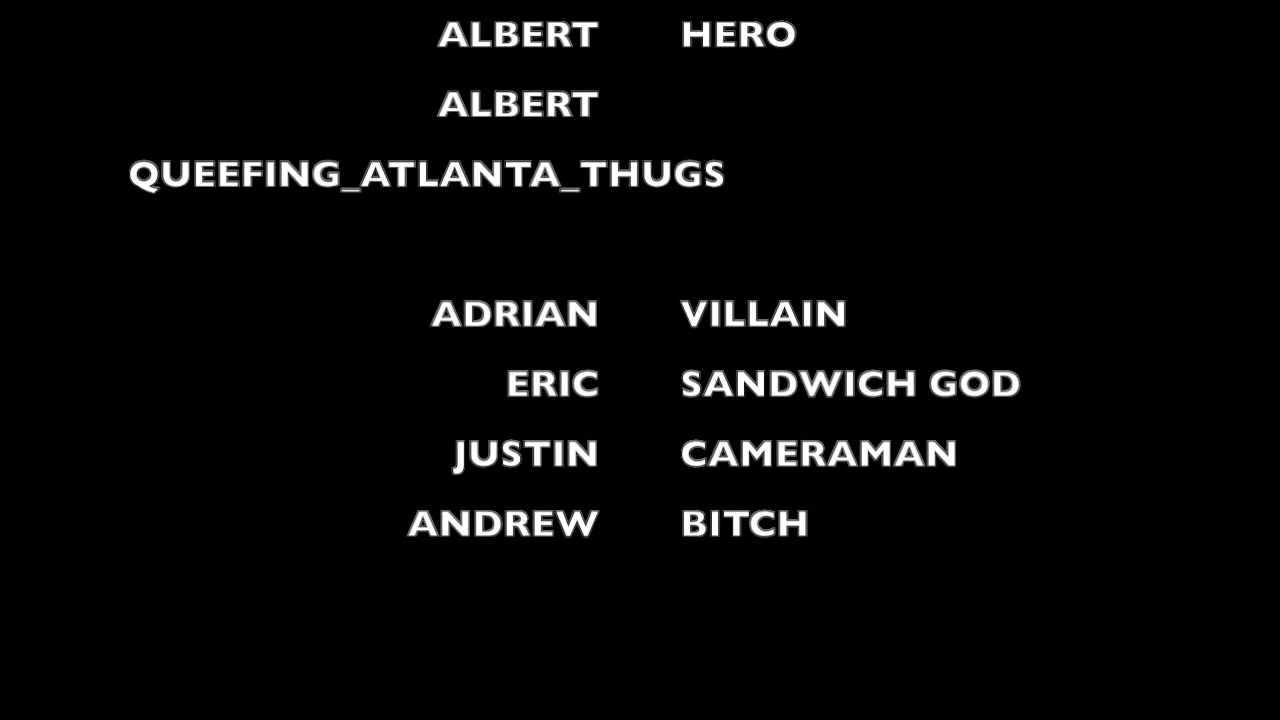 ALBERT HERO
ALBERT
QUEEFING_ATLANTA_THUGS
ADRIAN VILLAIN
ERIC SANDWICH GOD
JUSTIN CAMERAMAN
ANDREW BITCH